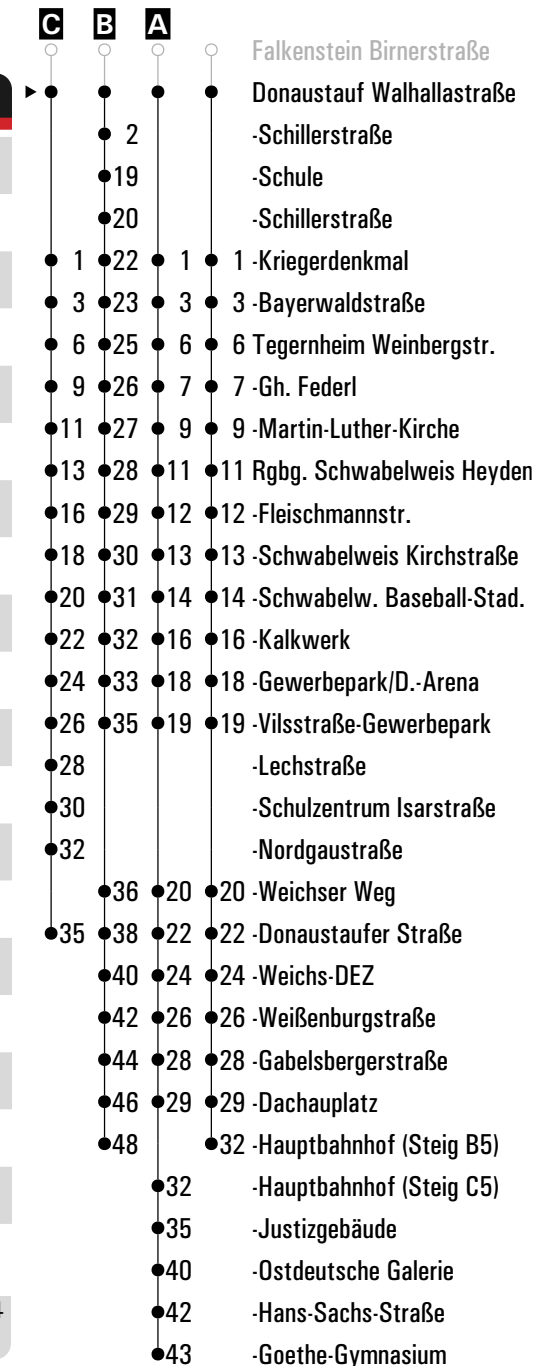 C B A
Falkenstein Birnerstraße
Donaustauf Walhallastraße
2 -Schillerstraße
19 -Schule
20 -Schillerstraße
1 22 1 1 -Kriegerdenkmal
3 23 3 3 -Bayerwaldstraße
6 25 6 6 Tegernheim Weinbergstr.
9 26 7 7 -Gh. Federl
11 27 9 9 -Martin-Luther-Kirche
13 28 11 11 Rgbg. Schwabelweis Heyden
16 29 12 12 -Fleischmannstr.
18 30 13 13 -Schwabelweis Kirchstraße
20 31 14 14 -Schwabelw. Baseball-Stad.
22 32 16 16 -Kalkwerk
24 33 18 18 -Gewerbepark/D.-Arena
26 35 19 19 -Vilsstraße-Gewerbepark
28 -Lechstraße
30 -Schulzentrum Isarstraße
32 -Nordgaustraße
36 20 20 -Weichser Weg
35 38 22 22 -Donaustaufer Straße
40 24 24 -Weichs-DEZ
42 26 26 -Weißenburgstraße
44 28 28 -Gabelsbergerstraße
46 29 29 -Dachauplatz
48 32 -Hauptbahnhof (Steig B5)
32 -Hauptbahnhof (Steig C5)
35 -Justizgebäude
40 -Ostdeutsche Galerie
42 -Hans-Sachs-Straße
43 -Goethe-Gymnasium